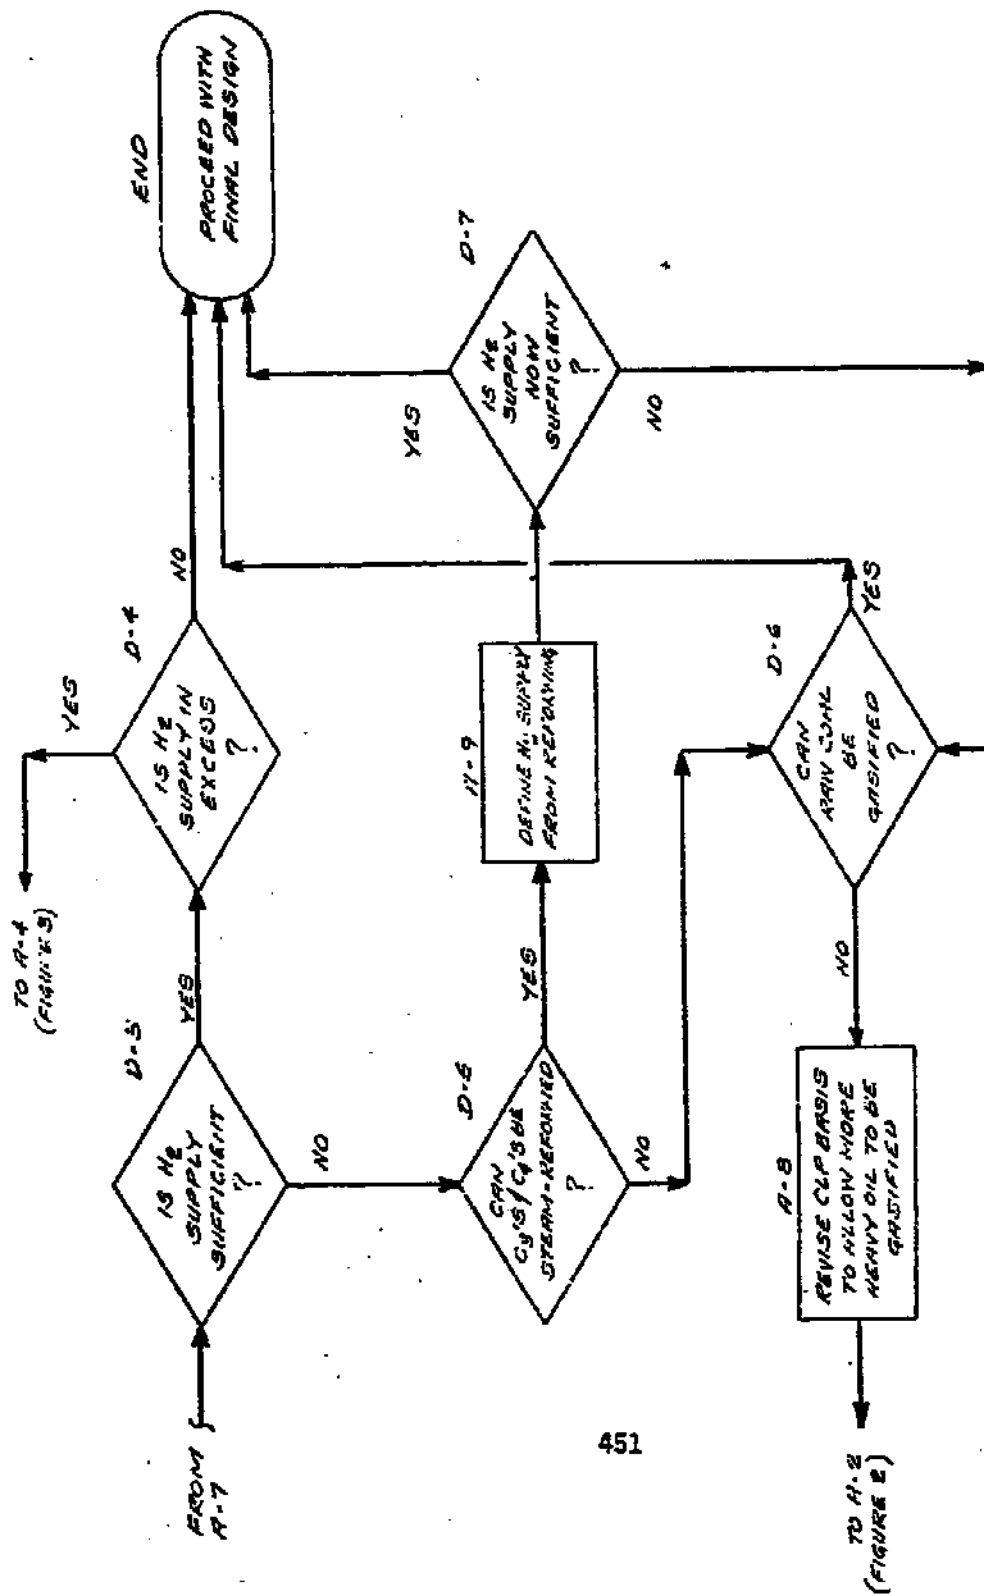 FROM
A-7
D-5
IS H2
SUPPLY
SUFFICIENT
?
YES
NO
D-4
IS H2
SUPPLY IN
EXCESS
?
YES
TO A-4
(FIGURE 3)
NO
END
PROCEED WITH
FINAL DESIGN
D-6
CAN
C3'S/C4'S BE
STEAM-REFORMED
?
YES
NO
A-9
DEFINE H2 SUPPLY
FROM REFORMING
D-7
IS H2
SUPPLY
NOW
SUFFICIENT
?
YES
NO
D-6
CAN
RAW COAL
BE
GASIFIED
?
YES
NO
A-8
REVISE CLP BASIS
TO ALLOW MORE
HEAVY OIL TO BE
GASIFIED
TO A-2
(FIGURE 2)
451